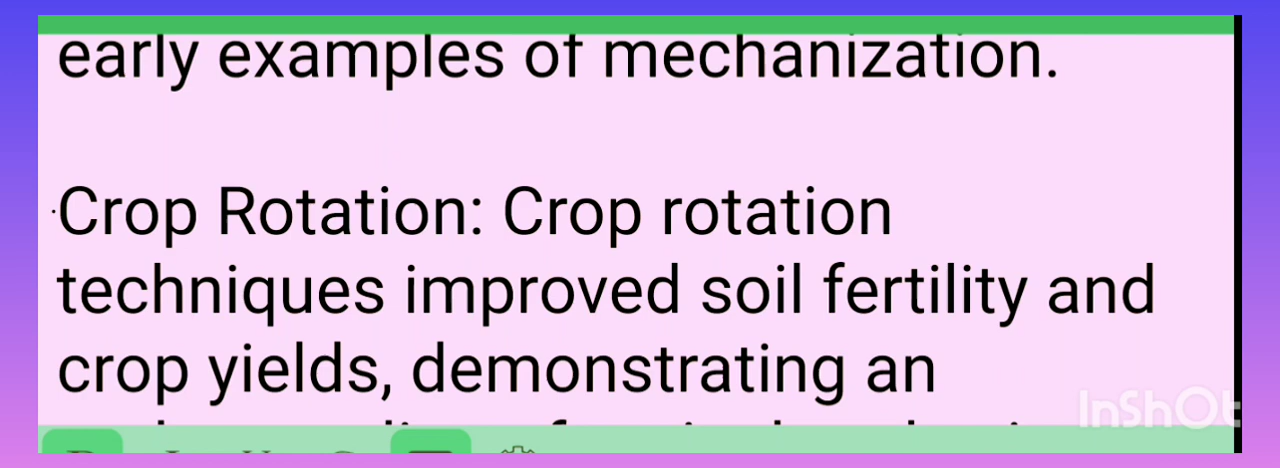 early examples of mechanization.
·Crop Rotation: Crop rotation
techniques improved soil fertility and
crop yields, demonstrating an
InShOt